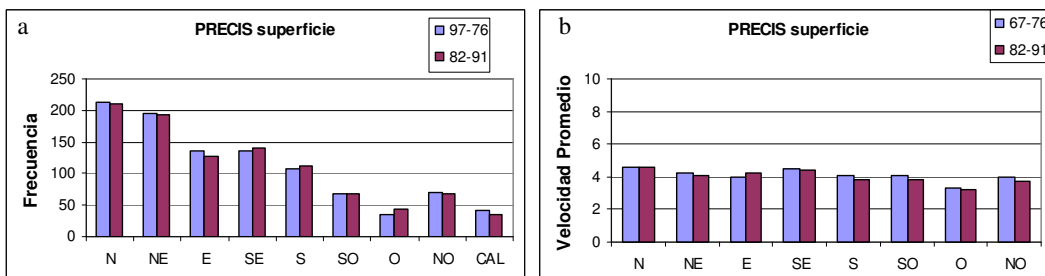 a
PRECIS superficie
97-76
82-91
Frecuencia
250
200
150
100
50
0
N NE E SE S SO O NO CAL
b
PRECIS superficie
67-76
82-91
Velocidad Promedio
10
8
6
4
2
0
N NE E SE S SO O NO